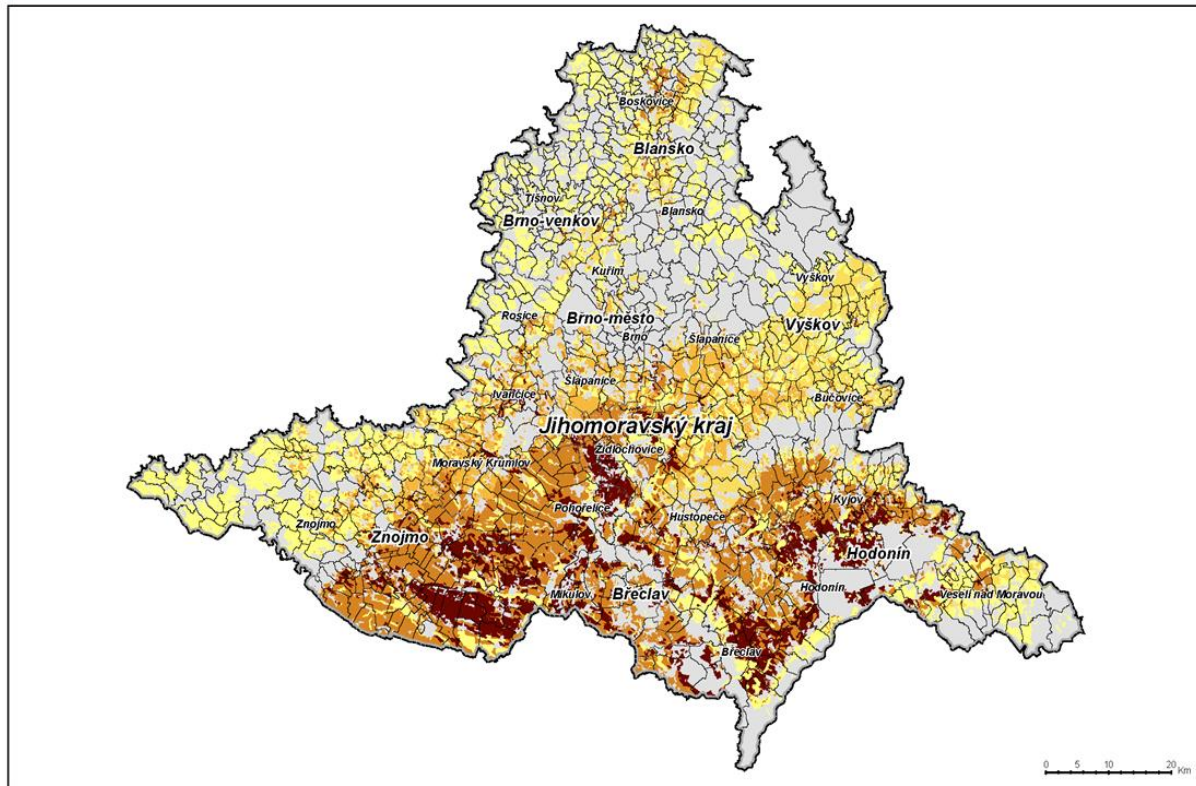 Boskovice
Blansko
Tišnov
Blansko
Brno-venkov
Kuřim
Vyškov
Rosice
Brno-město
Vyškov
Brno
Šlapanice
Šlapanice
Ivančice
Bučovice
Jihomoravský kraj
Židlochovice
Moravský Krumlov
Kyjov
Pohořelice
Hustopeče
Znojmo
Znojmo
Hodonín
Hodonín
Mikulov
Břeclav
Veselí nad Moravou
Břeclav
0 5 10 20
Km